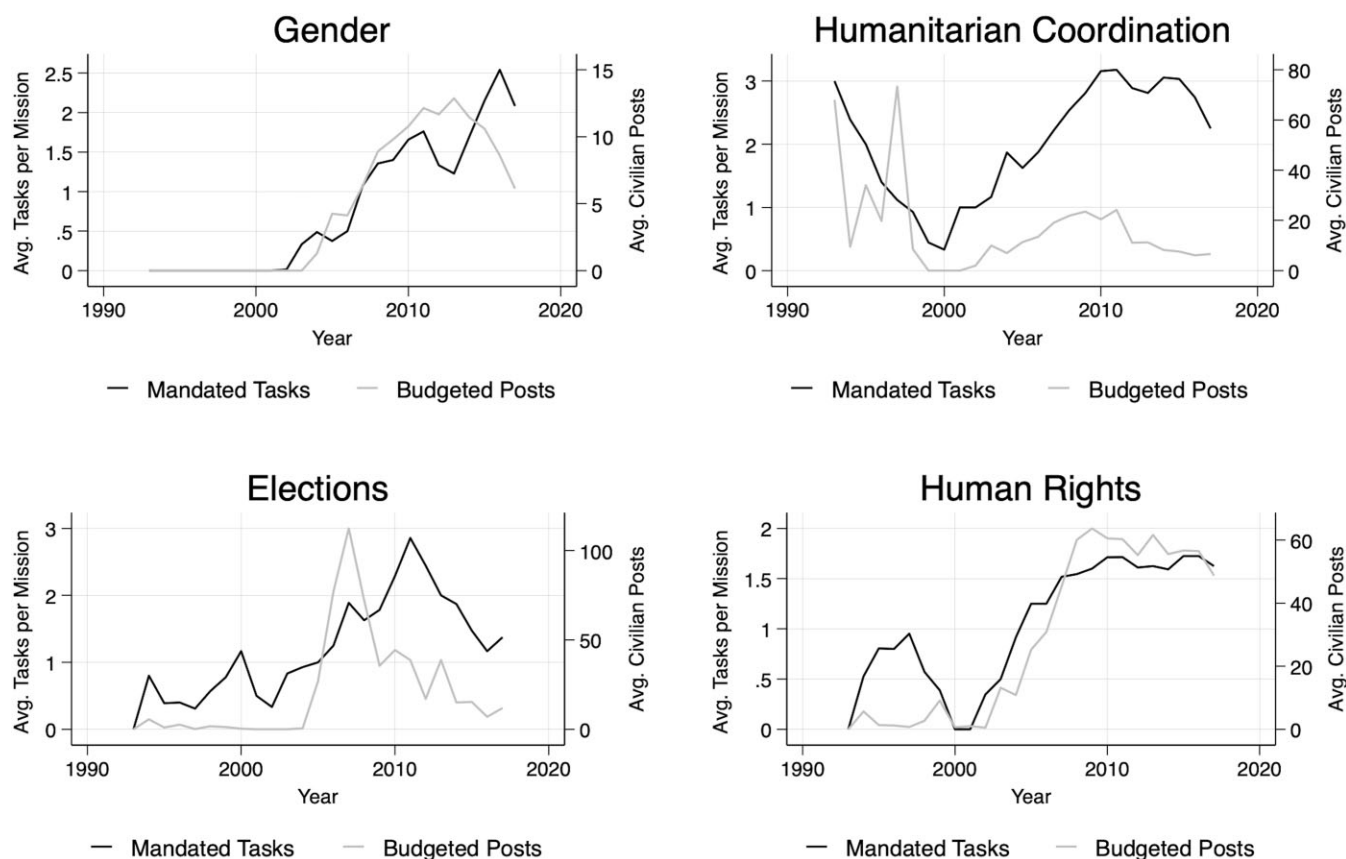 Gender
Avg. Tasks per Mission
2.5
2
1.5
1
.5
0
Avg. Civilian Posts
15
10
5
0
1990 2000 2010 2020
Year
Mandated Tasks Budgeted Posts
Humanitarian Coordination
Avg. Tasks per Mission
3
2
1
0
Avg. Civilian Posts
80
60
40
20
0
1990 2000 2010 2020
Year
Mandated Tasks Budgeted Posts
Elections
Avg. Tasks per Mission
3
2
1
0
Avg. Civilian Posts
100
50
0
1990 2000 2010 2020
Year
Mandated Tasks Budgeted Posts
Human Rights
Avg. Tasks per Mission
2
1.5
1
.5
0
Avg. Civilian Posts
60
40
20
0
1990 2000 2010 2020
Year
Mandated Tasks Budgeted Posts